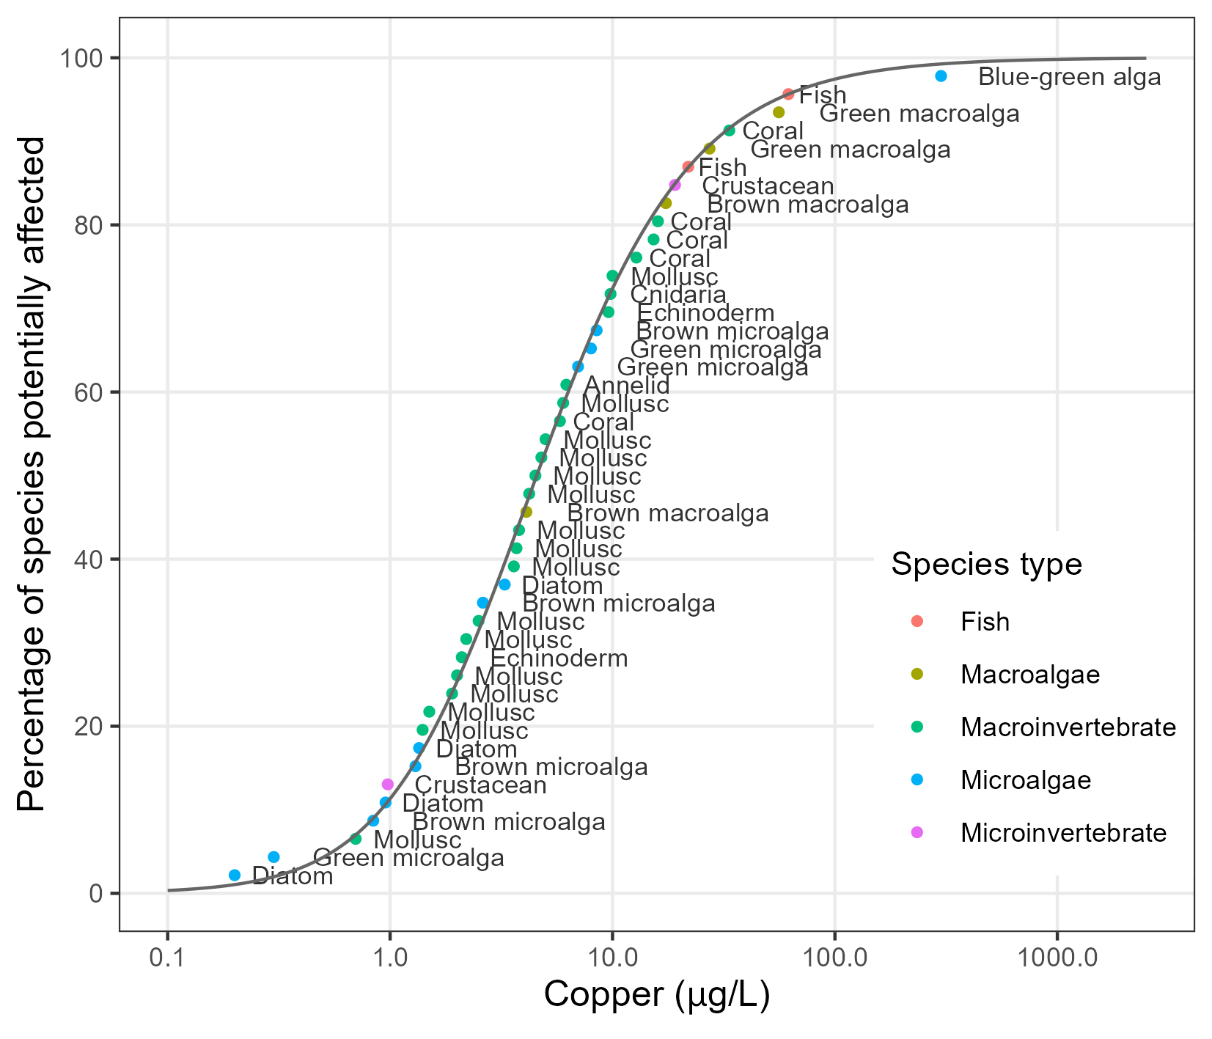 100
80
60
40
20
0
Percentage of species potentially affected
Blue-green alga
Fish
Green macroalga
Coral
Green macroalga
Fish
Crustacean
Brown macroalga
Coral
Coral
Coral
Mollusc
Cnidaria
Echinoderm
Brown microalga
Green microalga
Green microalga
Annelid
Mollusc
Coral
Mollusc
Mollusc
Mollusc
Mollusc
Brown macroalga
Mollusc
Mollusc
Mollusc
Diatom
Brown microalga
Mollusc
Mollusc
Echinoderm
Mollusc
Mollusc
Mollusc
Mollusc
Diatom
Brown microalga
Crustacean
Diatom
Brown microalga
Mollusc
Green microalga
Diatom
Species type
Fish
Macroalgae
Macroinvertebrate
Microalgae
Microinvertebrate
0.1 1.0 10.0 100.0 1000.0
Copper (μg/L)